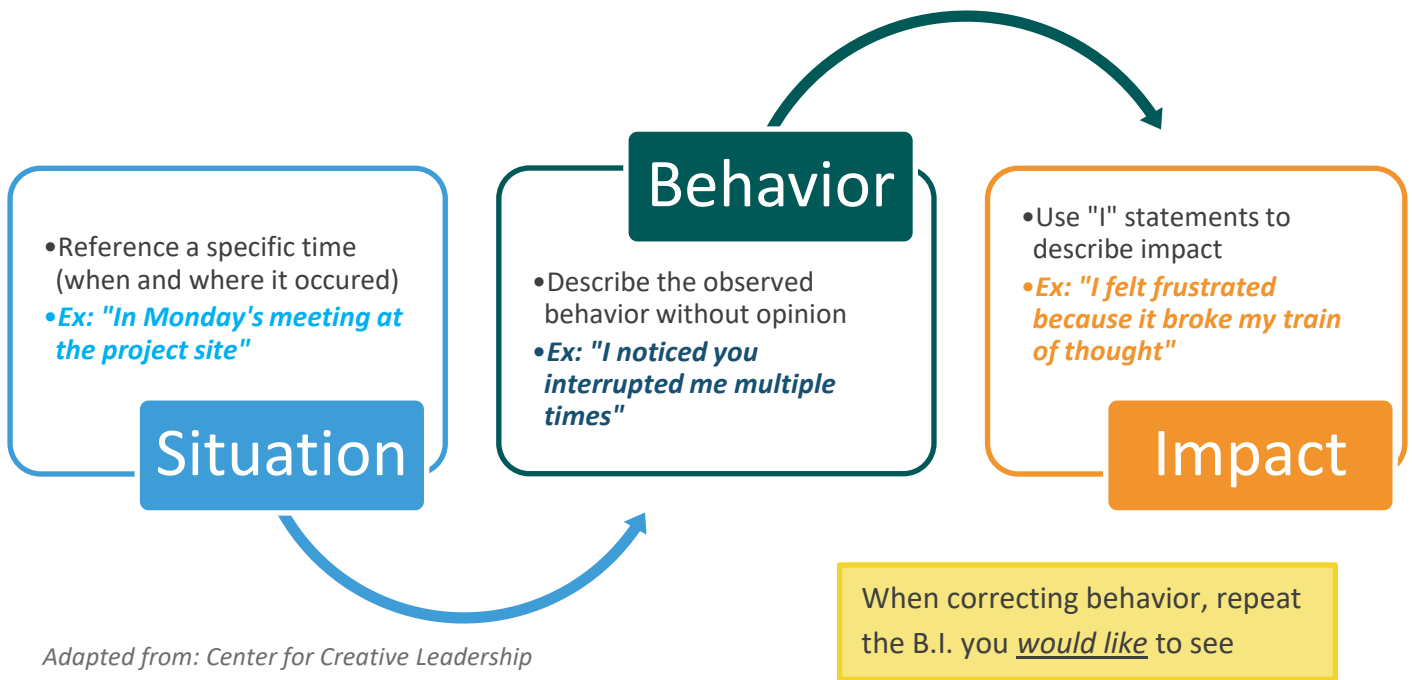 •Reference a specific time
(when and where it occured)
•Ex: "In Monday's meeting at
the project site"
Situation
Behavior
•Describe the observed
behavior without opinion
•Ex: "I noticed you
interrupted me multiple
times"
•Use "I" statements to
describe impact
•Ex: "I felt frustrated
because it broke my train
of thought"
Impact
When correcting behavior, repeat
the B.I. you would like to see
Adapted from: Center for Creative Leadership